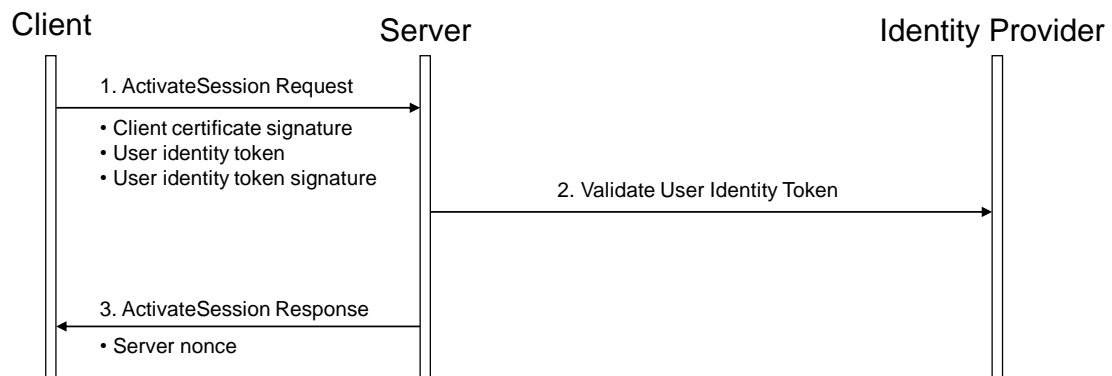 Client
Server
Identity Provider
1. ActivateSession Request
• Client certificate signature
• User identity token
• User identity token signature
2. Validate User Identity Token
3. ActivateSession Response
• Server nonce